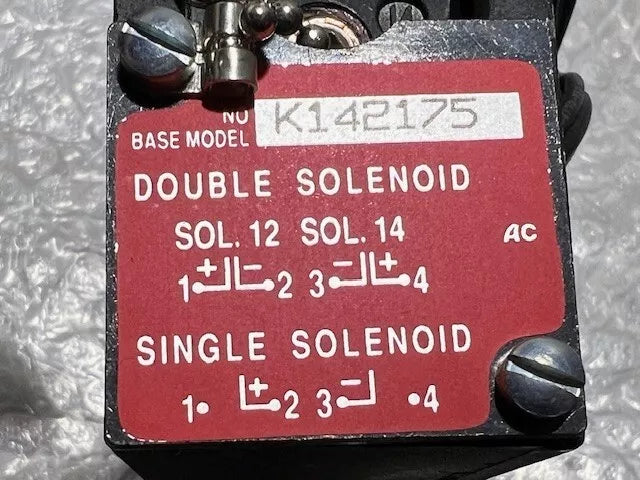 NO
BASE MODEL K142175
DOUBLE SOLENOID
SOL. 12 SOL. 14 AC
1 + - 2 3 - + 4
SINGLE SOLENOID
1 + 2 3 - 4